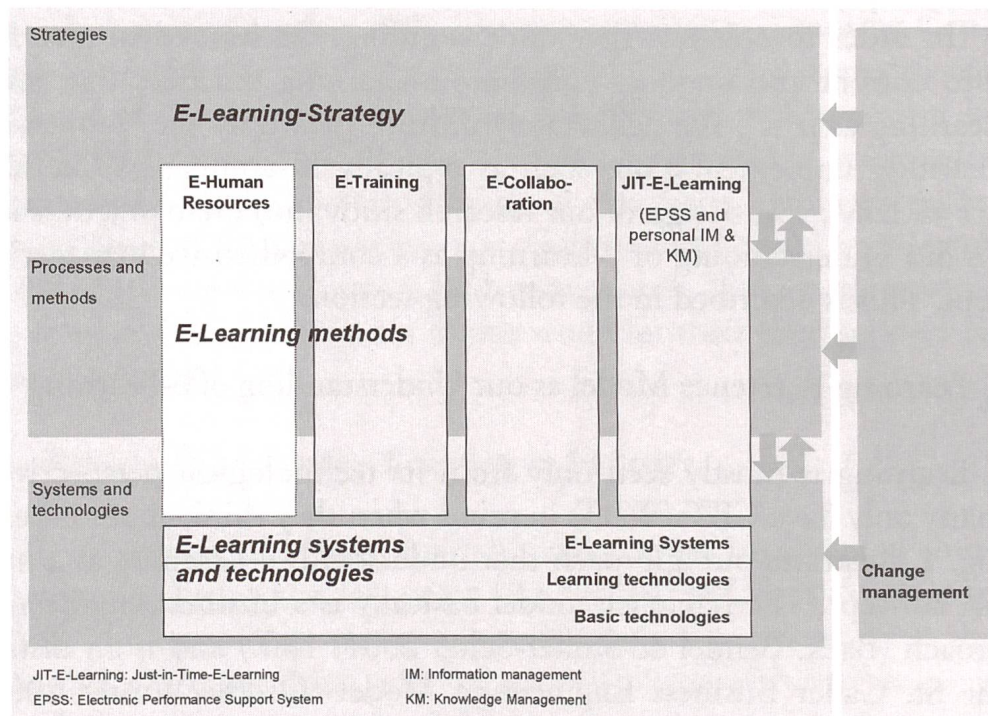 Strategies
E-Learning-Strategy
E-Human
Resources
E-Training
E-Collabo-
ration
JIT-E-Learning
(EPSS and
personal IM &
KM)
Processes and
methods
E-Learning methods
Systems and
technologies
E-Learning systems
and technologies
E-Learning Systems
Learning technologies
Basic technologies
Change
management
JIT-E-Learning: Just-in-Time-E-Learning
IM: Information management
EPSS: Electronic Performance Support System
KM: Knowledge Management